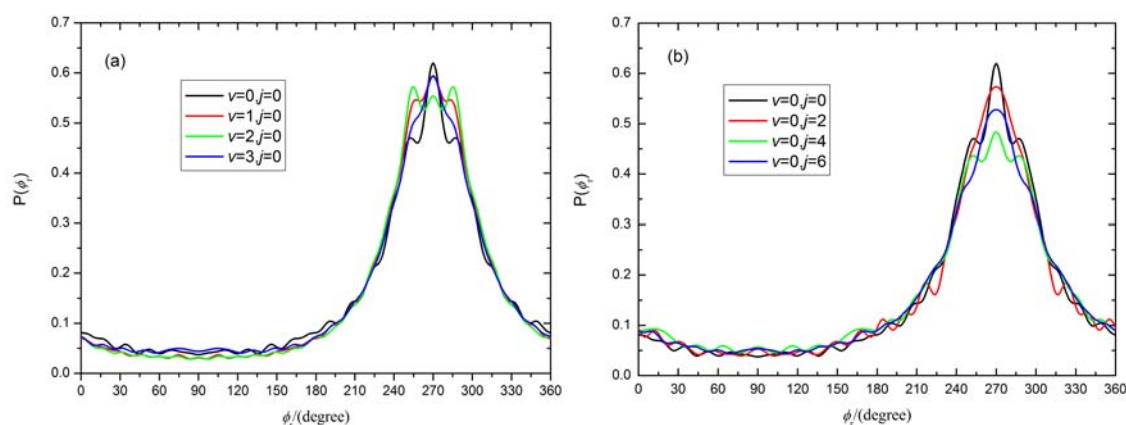 (a)
v=0,j=0
v=1,j=0
v=2,j=0
v=3,j=0
P(ϕr)
0.7
0.6
0.5
0.4
0.3
0.2
0.1
0.0
0 30 60 90 120 150 180 210 240 270 300 330 360
ϕr/(degree)
(b)
v=0,j=0
v=0,j=2
v=0,j=4
v=0,j=6
P(ϕr)
0.7
0.6
0.5
0.4
0.3
0.2
0.1
0.0
0 30 60 90 120 150 180 210 240 270 300 330 360
ϕr/(degree)